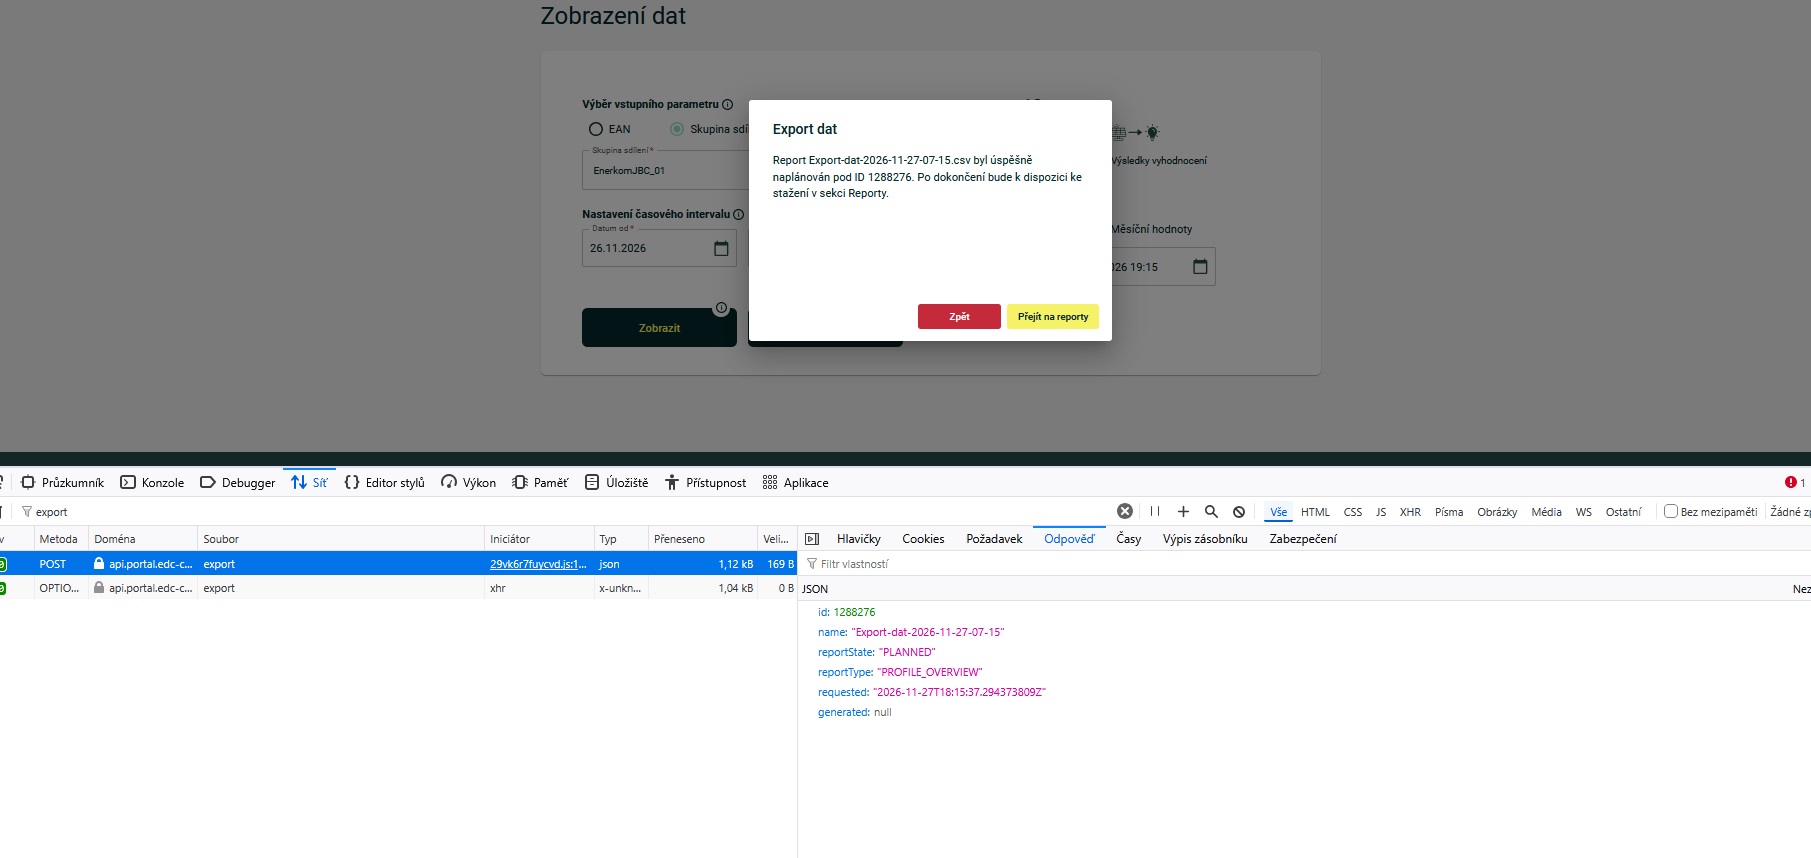 Zobrazení dat
Výběr vstupního parametru
EAN
Skupina
Skupina sdílení*
EnerkomJBC_01
Výsledky vyhodnocení
Nastavení časového intervalu
Datum od*
26.11.2026
Měsíční hodnoty
19:15
Zobrazit
Export dat
Report Export-dat-2026-11-27-07-15.csv byl úspěšně
naplánován pod ID 1288276. Po dokončení bude k dispozici ke
stažení v sekci Reporty.
Zpět
Přejít na reporty
Průzkumník Konzole Debugger Síť Editor stylů Výkon Paměť Úložiště Přístupnost Aplikace 1
export
Vše HTML CSS JS XHR Písma Obrázky Média WS Ostatní Bez mezipaměti Žádné
Metoda Doména Soubor Iniciátor Typ Přeneseno Veli...
POST api.portal.edc-c... export 29vk6r7fuycvd.js:1... json 1,12 kB 169 B
OPTIO... api.portal.edc-c... export xhr x-unkn... 1,04 kB 0 B
Hlavičky Cookies Požadavek Odpověď Časy Výpis zásobníku Zabezpečení
Filtr vlastností
JSON
id: 1288276
name: "Export-dat-2026-11-27-07-15"
reportState: "PLANNED"
reportType: "PROFILE_OVERVIEW"
requested: "2026-11-27T18:15:37.294373809Z"
generated: null